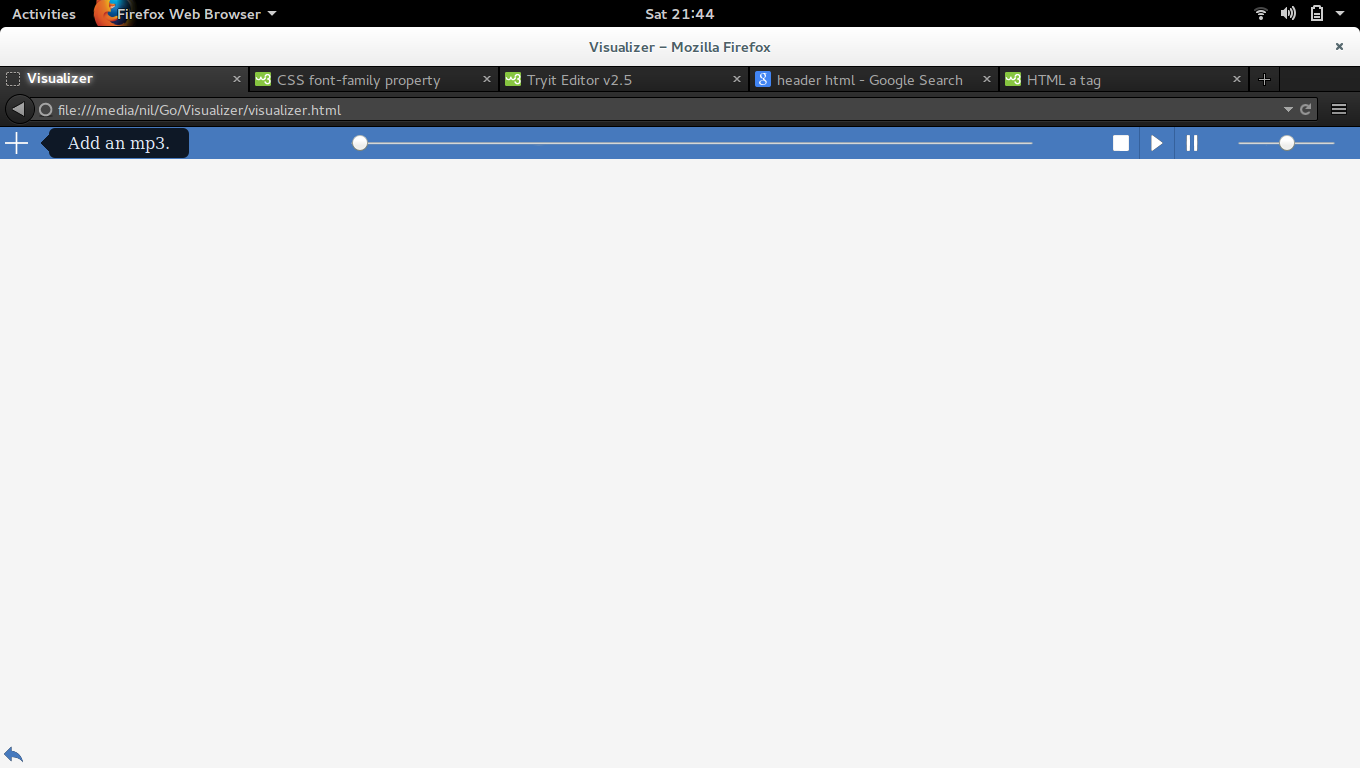 Activities Firefox Web Browser Sat 21:44
Visualizer – Mozilla Firefox
Visualizer CSS font-family property Tryit Editor v2.5 header html - Google Search HTML a tag
file:///media/nil/Go/Visualizer/visualizer.html
Add an mp3.